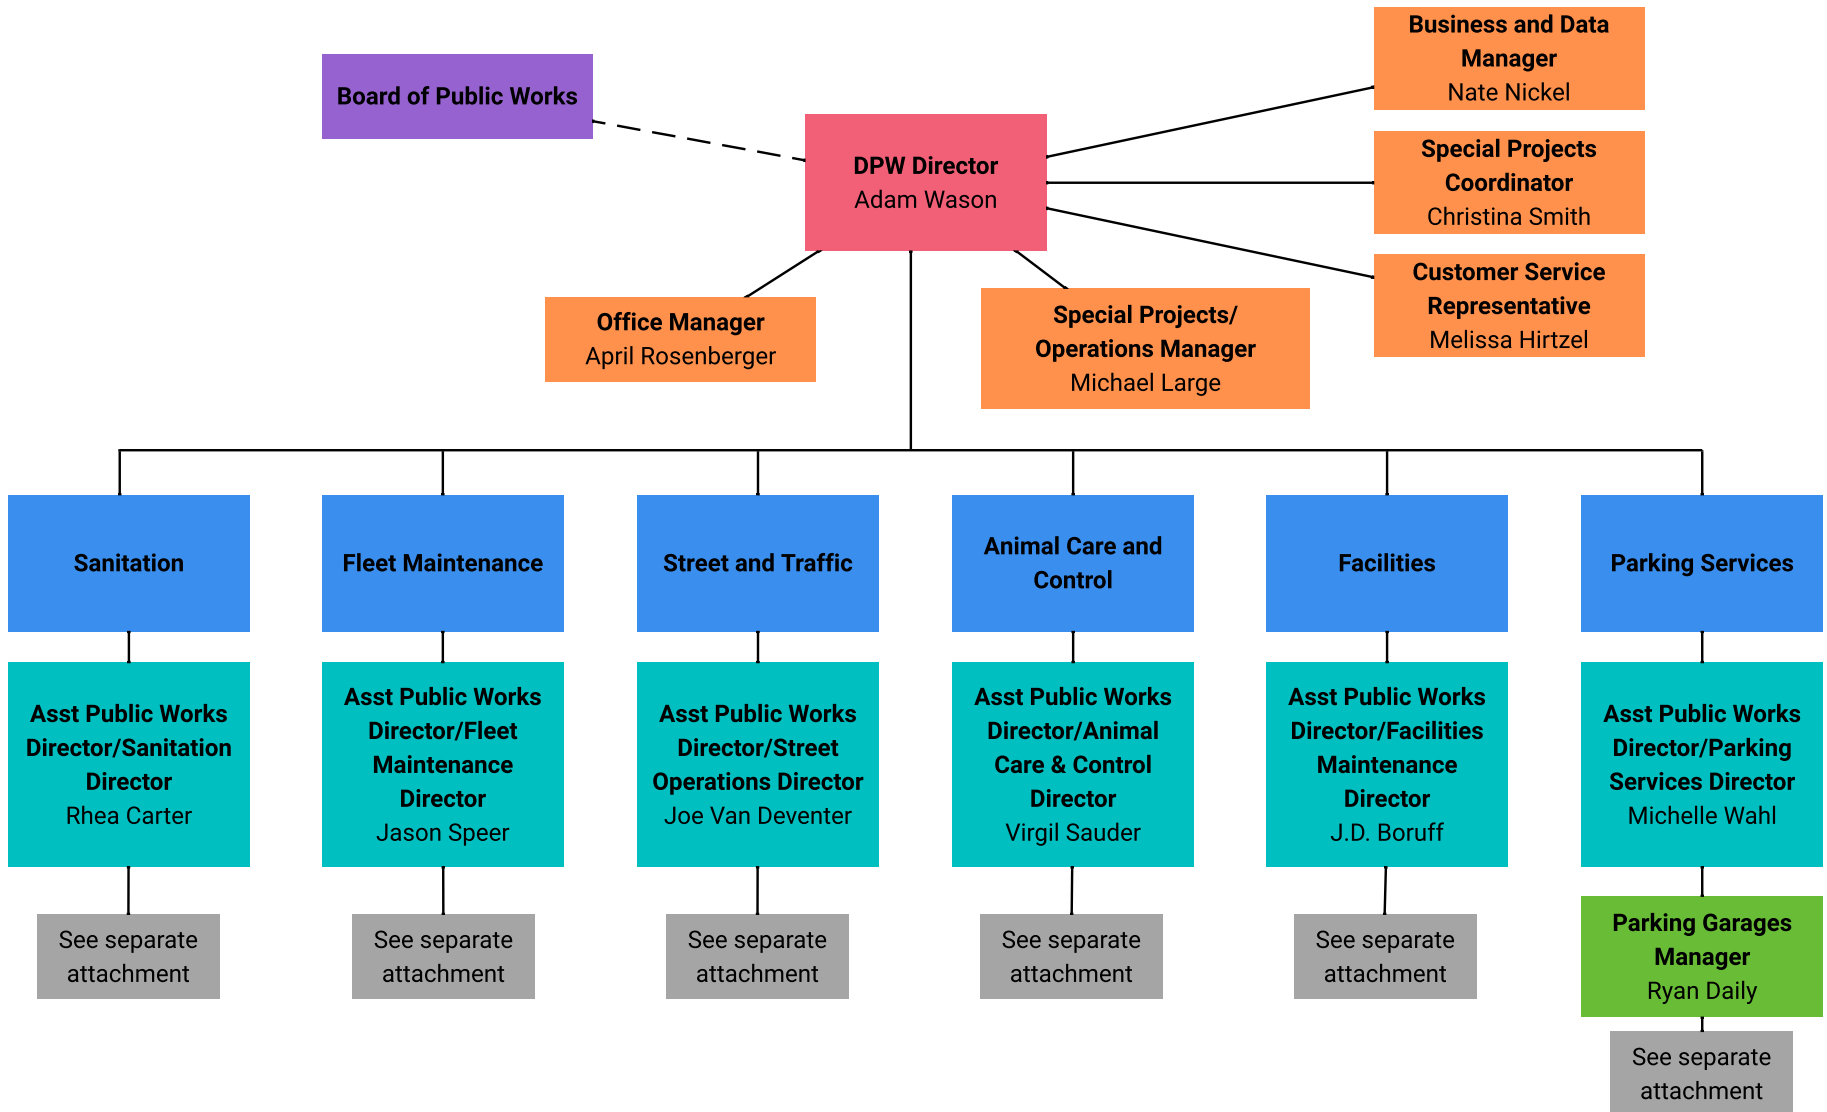 Business and Data
Manager
Nate Nickel
Board of Public Works
DPW Director
Adam Wason
Special Projects
Coordinator
Christina Smith
Customer Service
Representative
Melissa Hirtzel
Office Manager
April Rosenberger
Special Projects/
Operations Manager
Michael Large
Sanitation
Fleet Maintenance
Street and Traffic
Animal Care and
Control
Facilities
Parking Services
Asst Public Works
Director/Sanitation
Director
Rhea Carter
Asst Public Works
Director/Fleet
Maintenance
Director
Jason Speer
Asst Public Works
Director/Street
Operations Director
Joe Van Deventer
Asst Public Works
Director/Animal
Care & Control
Director
Virgil Sauder
Asst Public Works
Director/Facilities
Maintenance
Director
J.D. Boruff
Asst Public Works
Director/Parking
Services Director
Michelle Wahl
See separate
attachment
See separate
attachment
See separate
attachment
See separate
attachment
See separate
attachment
Parking Garages
Manager
Ryan Daily
See separate
attachment